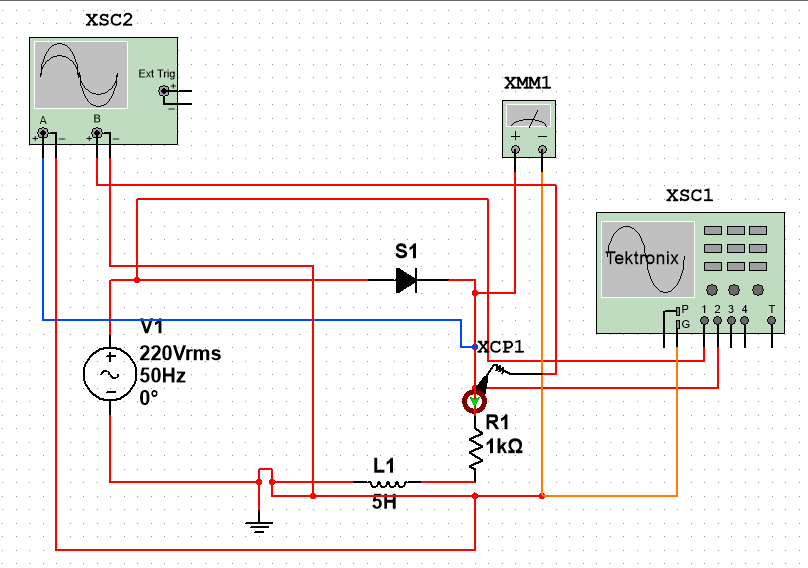 XSC2
Ext Trig
+
−
A
B
+ − + −
XMM1
+ −
XSC1
Tektronix
P
G
1 2 3 4 T
S1
V1
220Vrms
50Hz
0°
+
−
XCP1
R1
1kΩ
L1
5H